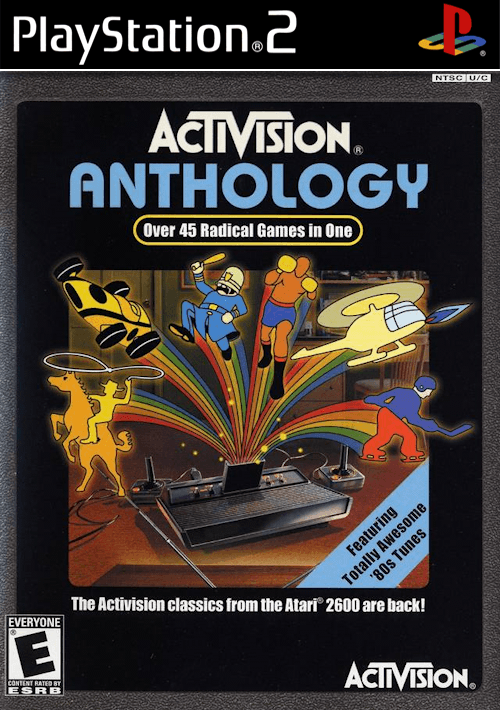 PlayStation®2
NTSC U/C
ACTIVISION®
ANTHOLOGY
Over 45 Radical Games in One
Featuring
Totally Awesome
'80s Tunes
The Activision classics from the Atari® 2600 are back!
EVERYONE
E®
CONTENT RATED BY
ESRB
ACTIVISION®